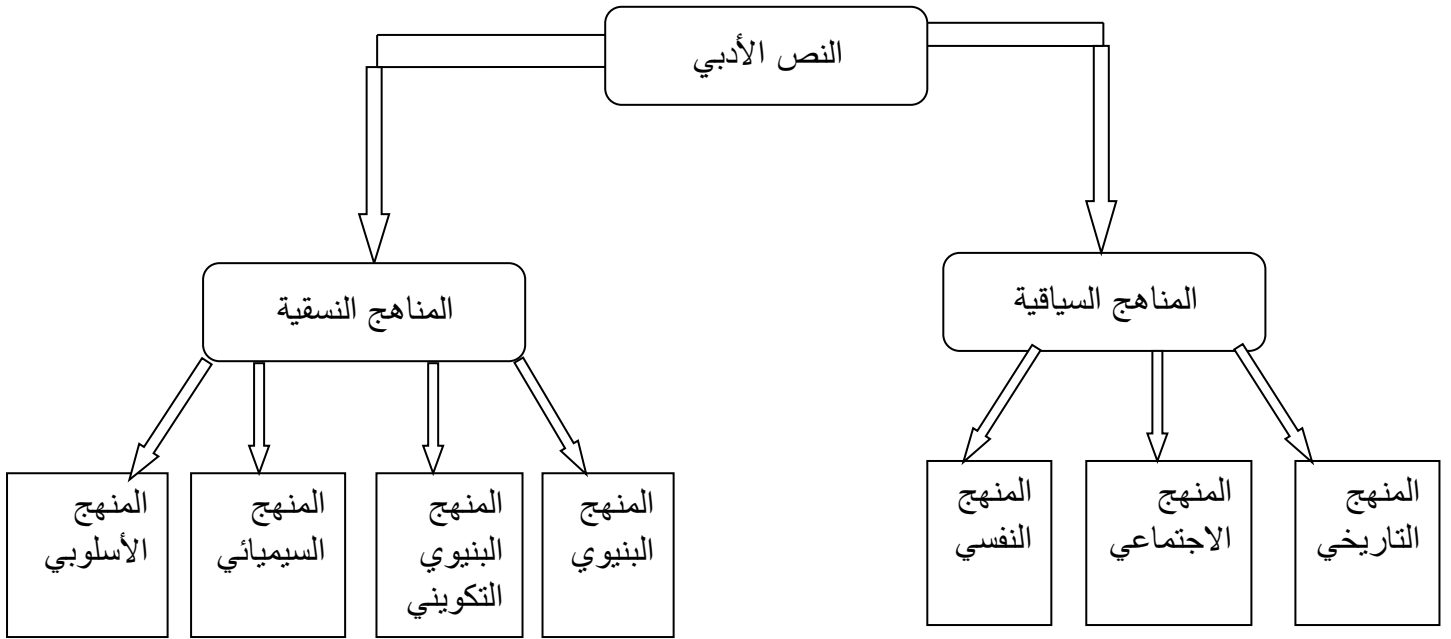 النص الأدبي
المناهج السياقية
المناهج النسقية
المنهج
التاريخي
المنهج
الاجتماعي
المنهج
النفسي
المنهج
البنيوي
المنهج
البنيوي
التكويني
المنهج
السيميائي
المنهج
الأسلوبي